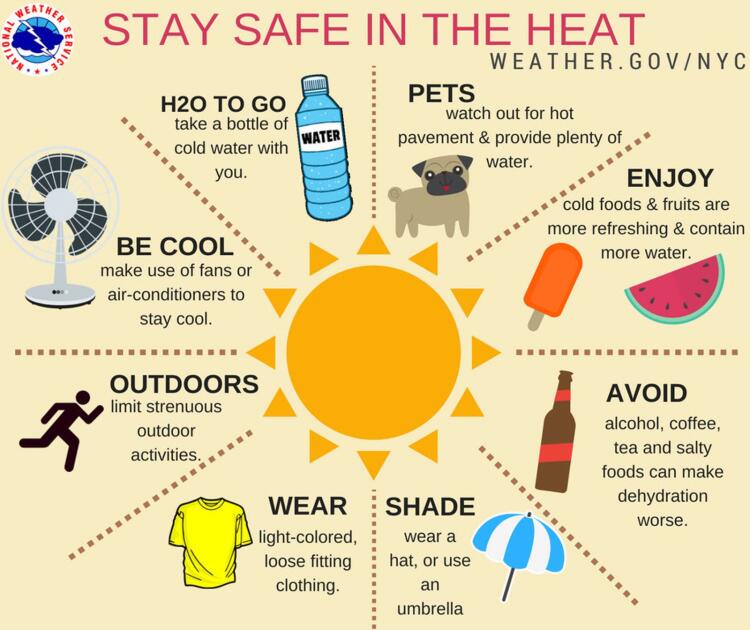 NATIONAL WEATHER SERVICE
STAY SAFE IN THE HEAT
WEATHER.GOV/NYC
H2O TO GO
take a bottle of
cold water with
you.
WATER
PETS
watch out for hot
pavement & provide plenty of
water.
ENJOY
cold foods & fruits are
more refreshing & contain
more water.
BE COOL
make use of fans or
air-conditioners to
stay cool.
OUTDOORS
limit strenuous
outdoor
activities.
AVOID
alcohol, coffee,
tea and salty
foods can make
dehydration
worse.
WEAR
light-colored,
loose fitting
clothing.
SHADE
wear a
hat, or use
an
umbrella